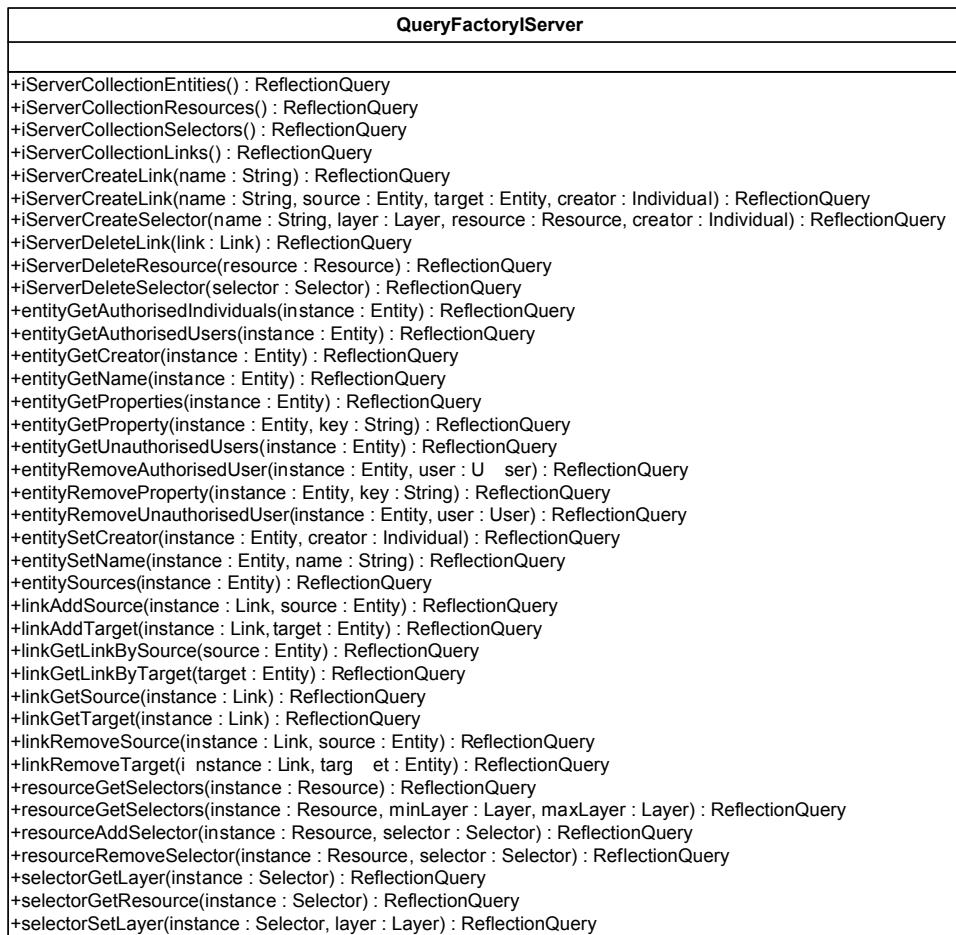 QueryFactoryIServer
+iServerCollectionEntities() : ReflectionQuery
+iServerCollectionResources() : ReflectionQuery
+iServerCollectionSelectors() : ReflectionQuery
+iServerCollectionLinks() : ReflectionQuery
+iServerCreateLink(name : String) : ReflectionQuery
+iServerCreateLink(name : String, source : Entity, target : Entity, creator : Individual) : ReflectionQuery
+iServerCreateSelector(name : String, layer : Layer, resource : Resource, creator : Individual) : ReflectionQuery
+iServerDeleteLink(link : Link) : ReflectionQuery
+iServerDeleteResource(resource : Resource) : ReflectionQuery
+iServerDeleteSelector(selector : Selector) : ReflectionQuery
+entityGetAuthorisedIndividuals(instance : Entity) : ReflectionQuery
+entityGetAuthorisedUsers(instance : Entity) : ReflectionQuery
+entityGetCreator(instance : Entity) : ReflectionQuery
+entityGetName(instance : Entity) : ReflectionQuery
+entityGetProperties(instance : Entity) : ReflectionQuery
+entityGetProperty(instance : Entity, key : String) : ReflectionQuery
+entityGetUnauthorisedUsers(instance : Entity) : ReflectionQuery
+entityRemoveAuthorisedUser(instance : Entity, user : U ser) : ReflectionQuery
+entityRemoveProperty(instance : Entity, key : String) : ReflectionQuery
+entityRemoveUnauthorisedUser(instance : Entity, user : User) : ReflectionQuery
+entitySetCreator(instance : Entity, creator : Individual) : ReflectionQuery
+entitySetName(instance : Entity, name : String) : ReflectionQuery
+entitySources(instance : Entity) : ReflectionQuery
+linkAddSource(instance : Link, source : Entity) : ReflectionQuery
+linkAddTarget(instance : Link, target : Entity) : ReflectionQuery
+linkGetLinkBySource(source : Entity) : ReflectionQuery
+linkGetLinkByTarget(target : Entity) : ReflectionQuery
+linkGetSource(instance : Link) : ReflectionQuery
+linkGetTarget(instance : Link) : ReflectionQuery
+linkRemoveSource(instance : Link, source : Entity) : ReflectionQuery
+linkRemoveTarget(i nstance : Link, targ et : Entity) : ReflectionQuery
+resourceGetSelectors(instance : Resource) : ReflectionQuery
+resourceGetSelectors(instance : Resource, minLayer : Layer, maxLayer : Layer) : ReflectionQuery
+resourceAddSelector(instance : Resource, selector : Selector) : ReflectionQuery
+resourceRemoveSelector(instance : Resource, selector : Selector) : ReflectionQuery
+selectorGetLayer(instance : Selector) : ReflectionQuery
+selectorGetResource(instance : Selector) : ReflectionQuery
+selectorSetLayer(instance : Selector, layer : Layer) : ReflectionQuery